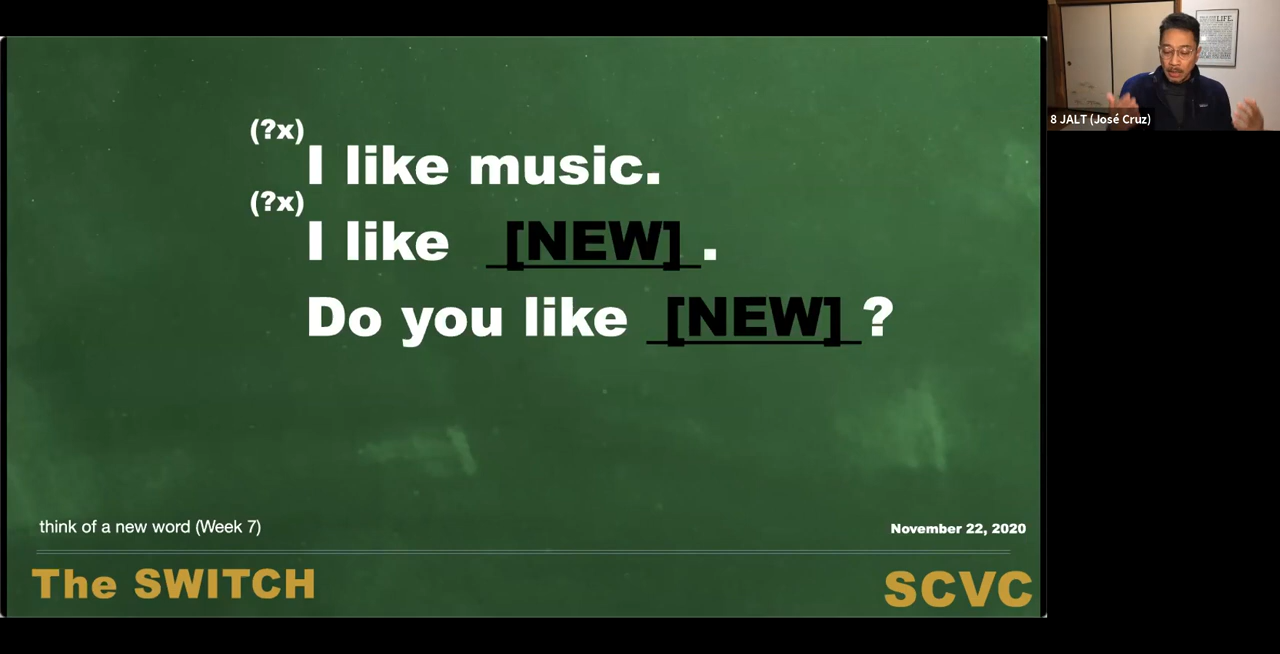 (?x)
I like music.
(?x)
I like [NEW].
Do you like [NEW]?
think of a new word (Week 7)
November 22, 2020
The SWITCH
SCVC
8 JALT (José Cruz)
LIFE.